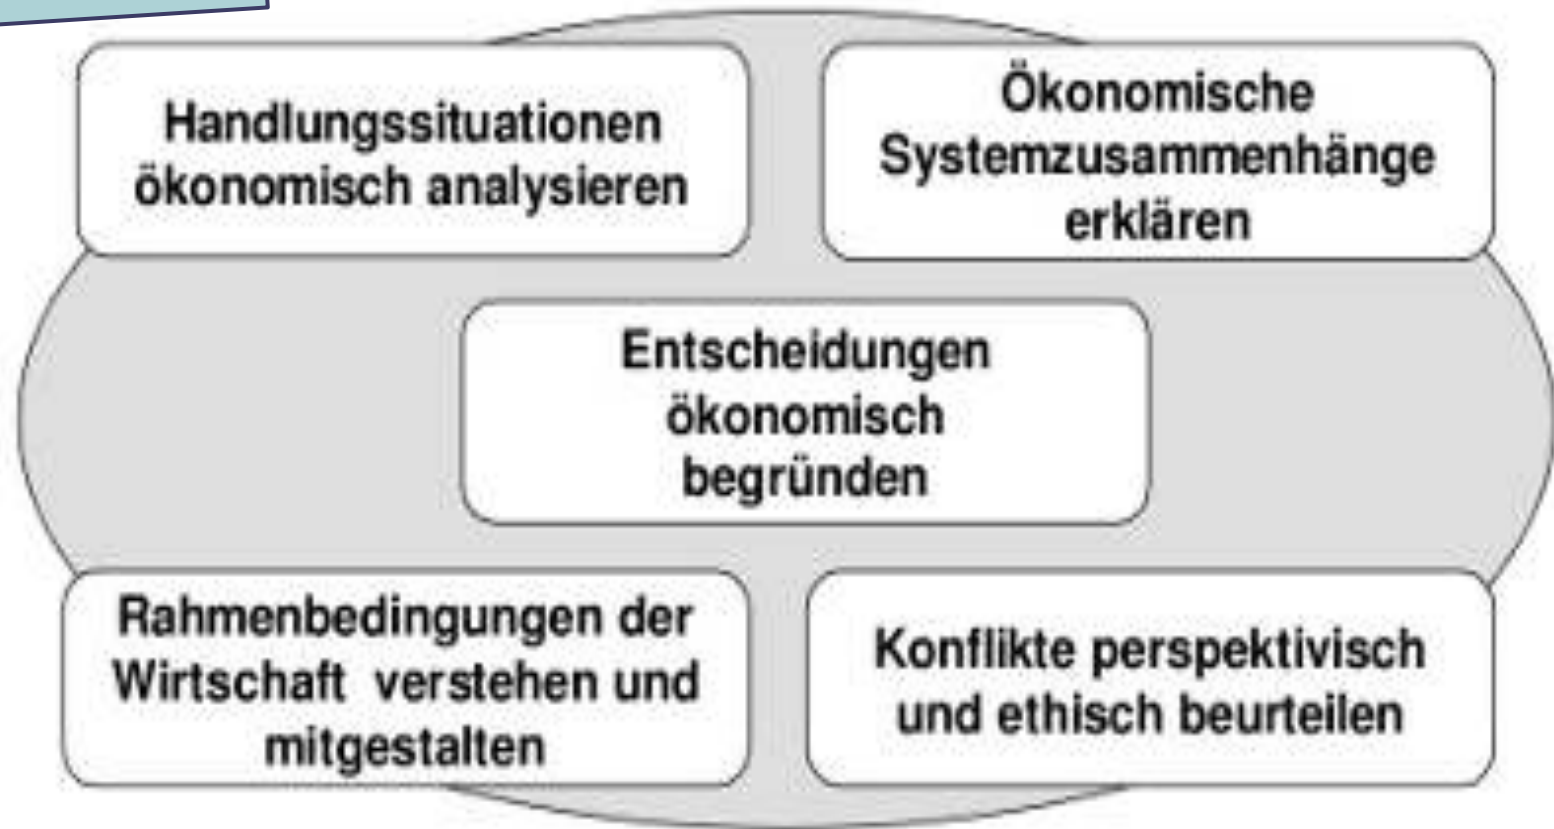 Handlungssituationen
ökonomisch analysieren
Ökonomische
Systemzusammenhänge
erklären
Entscheidungen
ökonomisch
begründen
Rahmenbedingungen der
Wirtschaft verstehen und
mitgestalten
Konflikte perspektivisch
und ethisch beurteilen